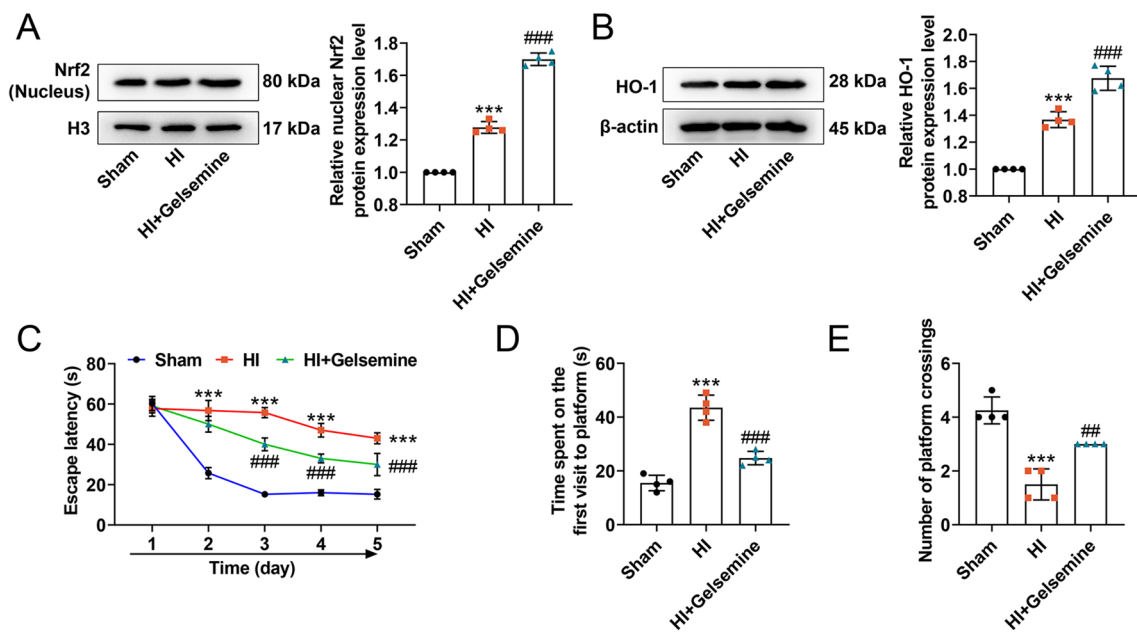 A
Nrf2
(Nucleus)
80 kDa
H3
17 kDa
Sham
HI
HI+Gelsemine
Relative nuclear Nrf2
protein expression level
1.8
1.6
1.4
1.2
1.0
0.8
***
###
Sham
HI
HI+Gelsemine
B
HO-1
28 kDa
β-actin
45 kDa
Sham
HI
HI+Gelsemine
Relative HO-1
protein expression level
2.0
1.8
1.6
1.4
1.2
1.0
0.8
***
###
Sham
HI
HI+Gelsemine
C
Sham HI HI+Gelsemine
Escape latency (s)
80
60
40
20
0
***
***
***
***
###
###
###
1 2 3 4 5
Time (day)
D
Time spent on the
first visit to platform (s)
60
40
20
0
***
###
Sham
HI
HI+Gelsemine
E
Number of platform crossings
6
4
2
0
***
##
Sham
HI
HI+Gelsemine